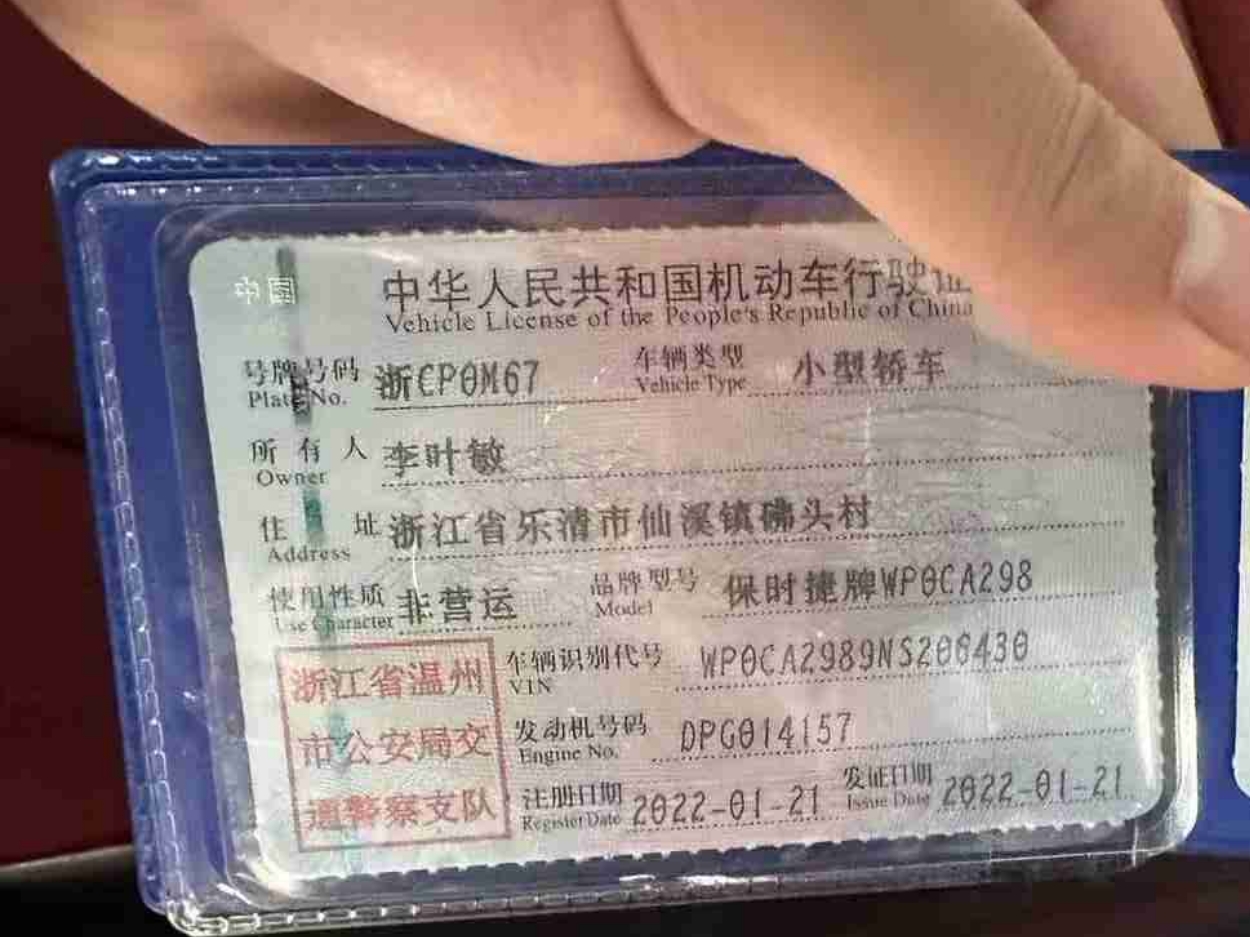 中国
中华人民共和国机动车行驶证
Vehicle License of the People's Republic of China
号牌号码 浙CP0M67 车辆类型 小型轿车
Plate No. Vehicle Type
所有人 李叶敏
Owner
住址 浙江省乐清市仙溪镇砩头村
Address
使用性质 非营运 品牌型号 保时捷牌WP0CA298
Use Character Model
浙江省温州
市公安局交
通警察支队
车辆识别代号 WP0CA2989NS206430
VIN
发动机号码 DPG014157
Engine No.
注册日期 2022-01-21 发证日期 2022-01-21
Register Date Issue Date